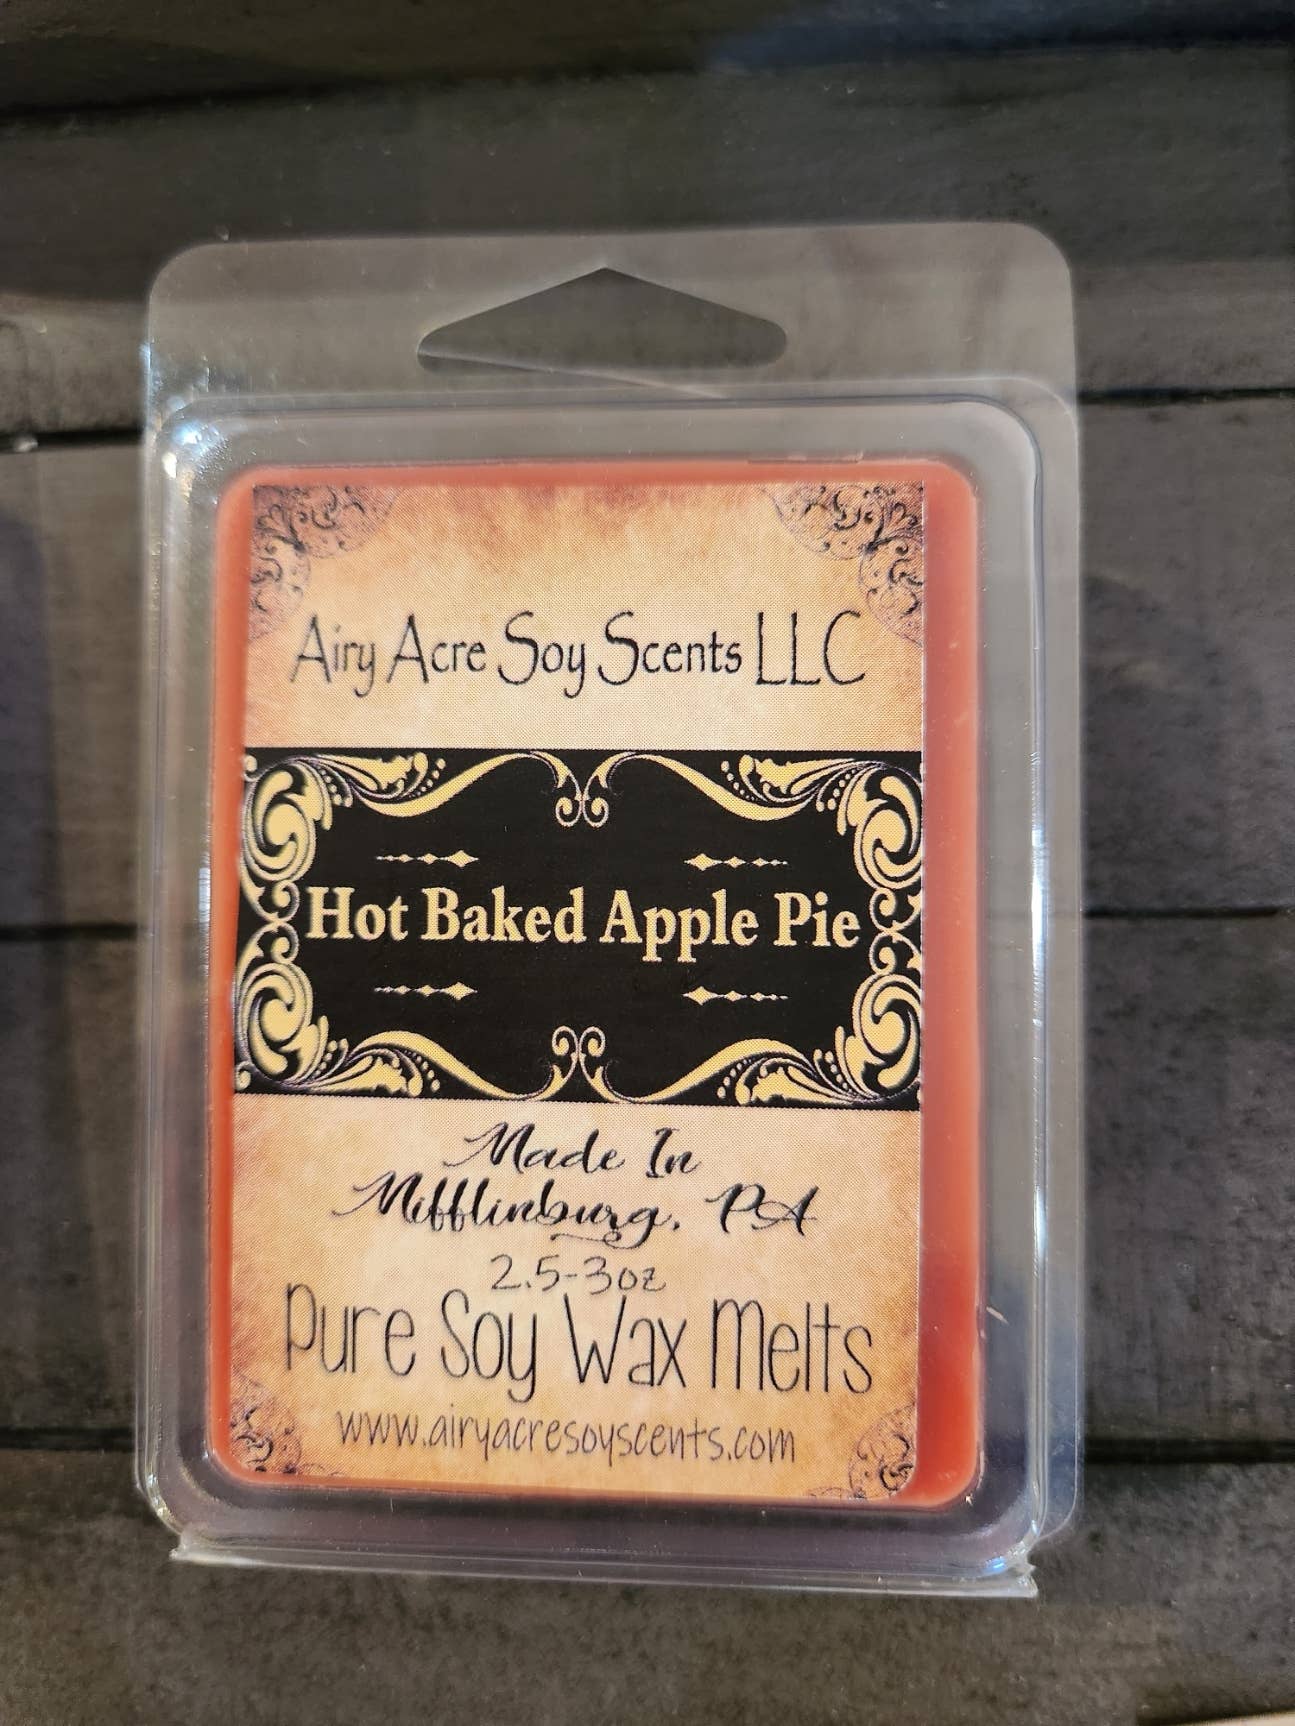 Airy Acre Soy Scents LLC
Hot Baked Apple Pie
Made In
Mifflinburg, PA
2.5-3oz
Pure Soy Wax Melts
www.airyacresoyscents.com